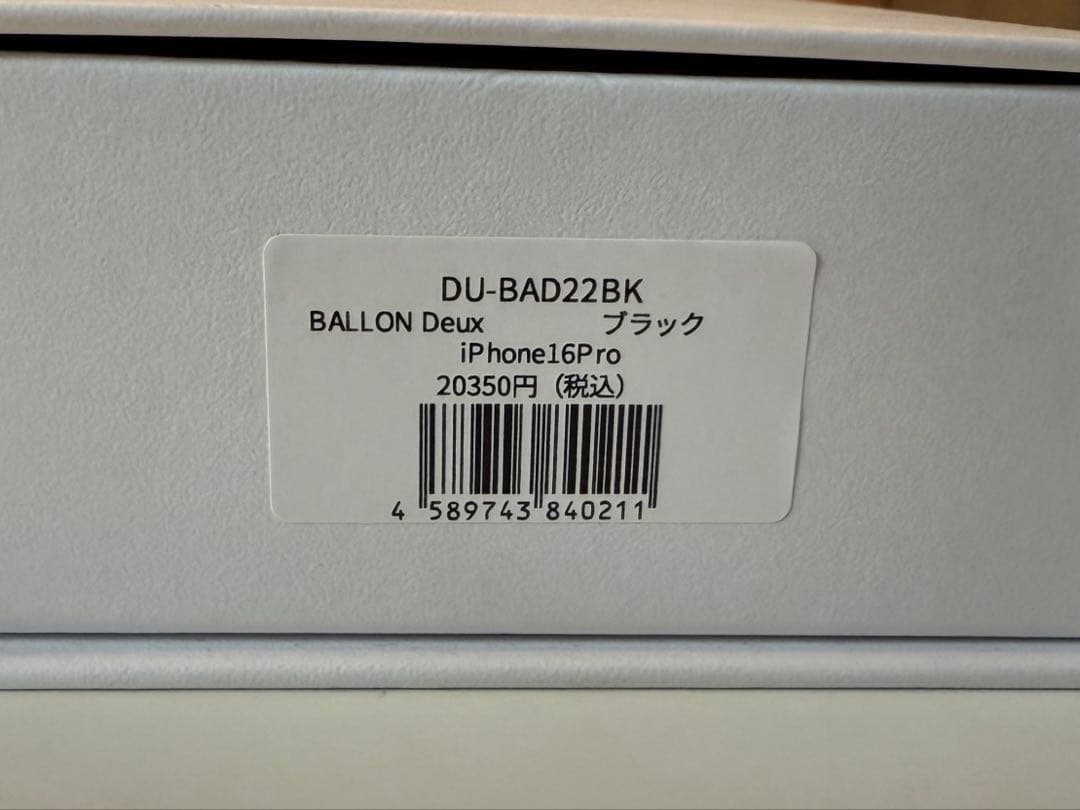 DU-BAD22BK
BALLON Deux ブラック
iPhone16Pro
20350円（税込）
4 589743 840211